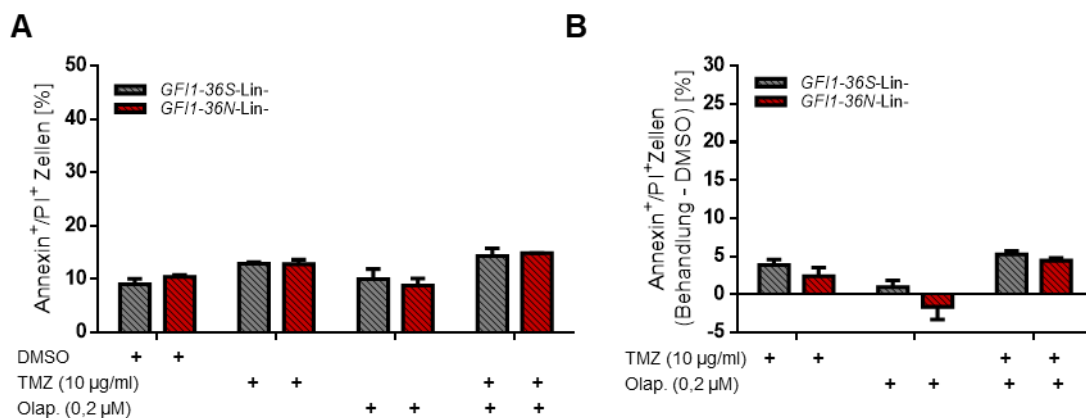 A
Annexin+/PI+ Zellen [%]
50
40
30
20
10
0
GFI1-36S-Lin-
GFI1-36N-Lin-
DMSO + +
TMZ (10 µg/ml) + + + +
Olap. (0,2 µM) + + + +
B
Annexin+/PI+Zellen
(Behandlung - DMSO) [%]
30
25
20
15
10
5
0
-5
GFI1-36S-Lin-
GFI1-36N-Lin-
TMZ (10 µg/ml) + + + +
Olap. (0,2 µM) + + + +